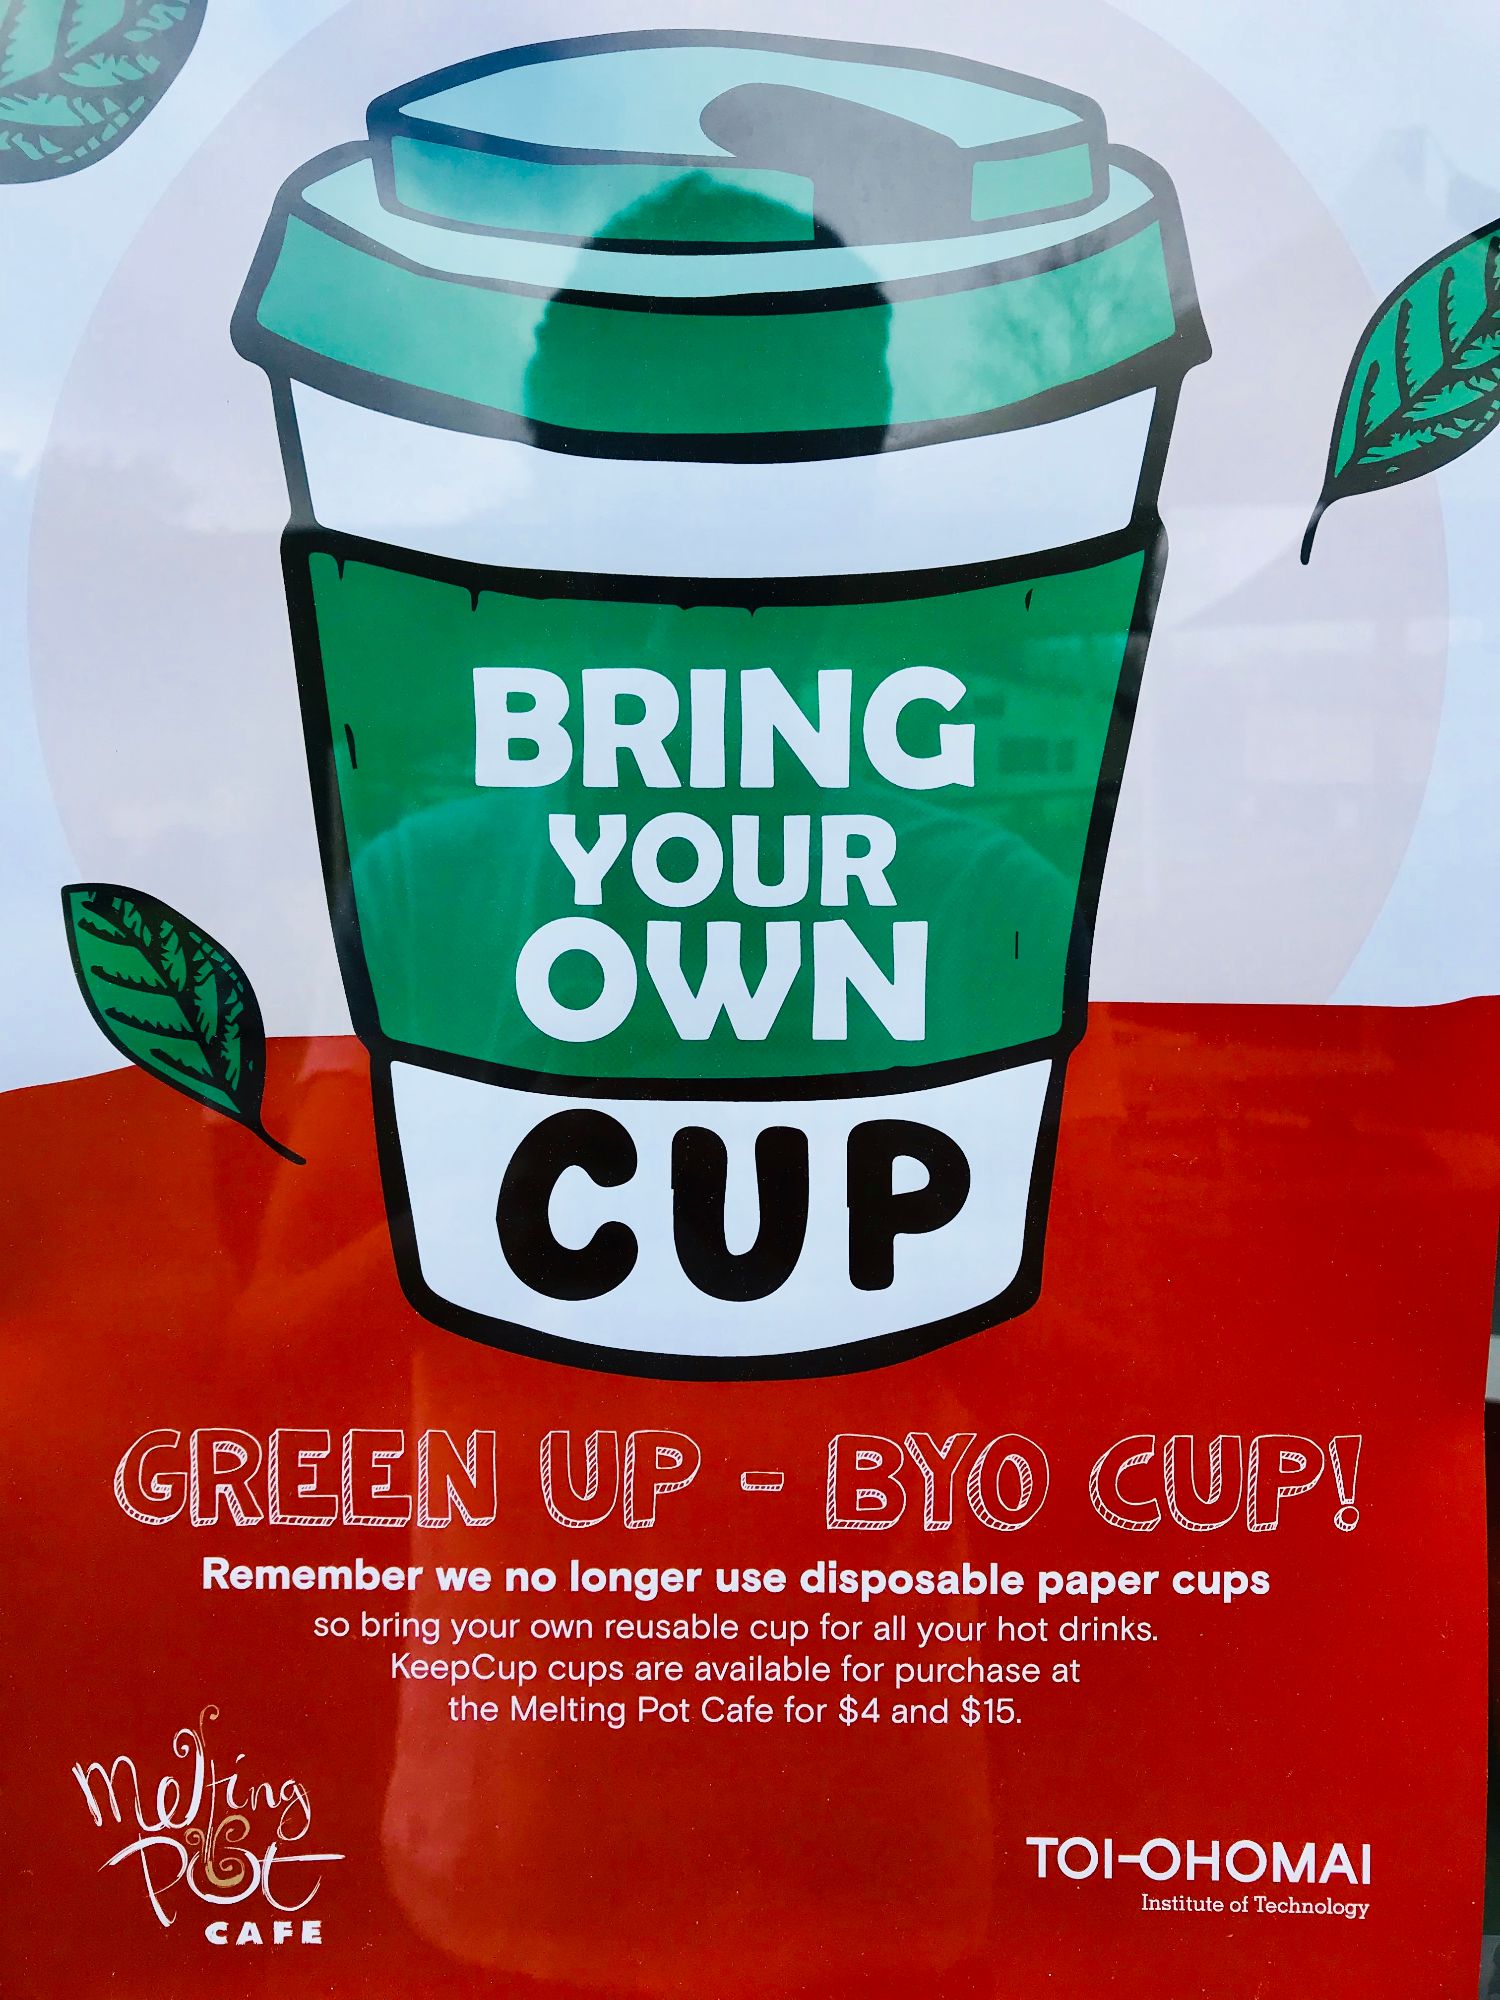 BRING
YOUR
OWN
CUP
GREEN UP - BYO CUP!
Remember we no longer use disposable paper cups
so bring your own reusable cup for all your hot drinks.
KeepCup cups are available for purchase at
the Melting Pot Cafe for $4 and $15.
Melting
Pot
CAFE
TOI-OHOMAI
Institute of Technology